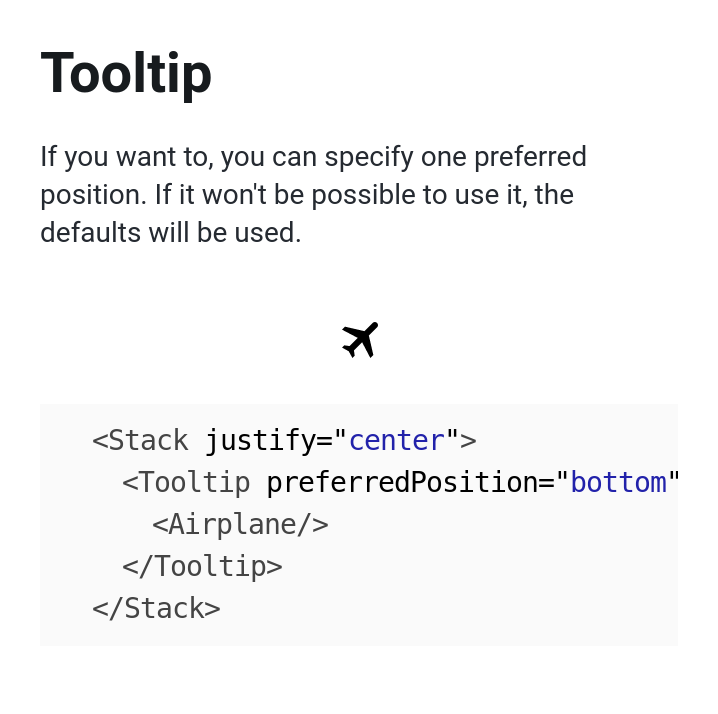 Tooltip
If you want to, you can specify one preferred
position. If it won't be possible to use it, the
defaults will be used.
<Stack justify="center">
<Tooltip preferredPosition="bottom"
<Airplane/>
</Tooltip>
</Stack>